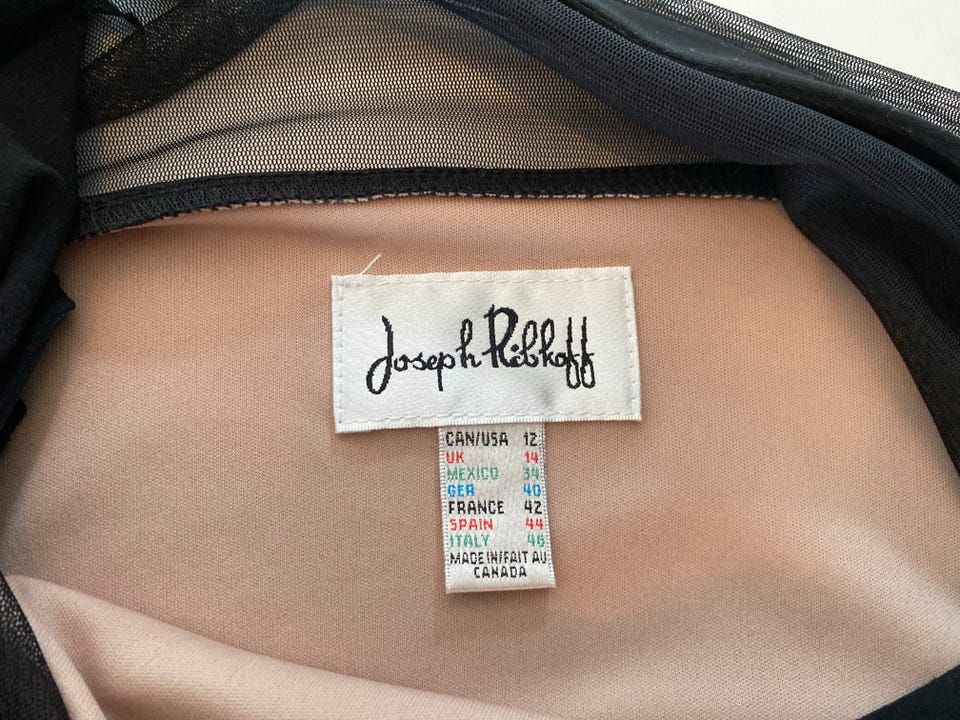 Joseph Ribkoff
CAN/USA 12
UK 14
MEXICO 34
GER 40
FRANCE 42
SPAIN 44
ITALY 46
MADE IN/FAIT AU
CANADA